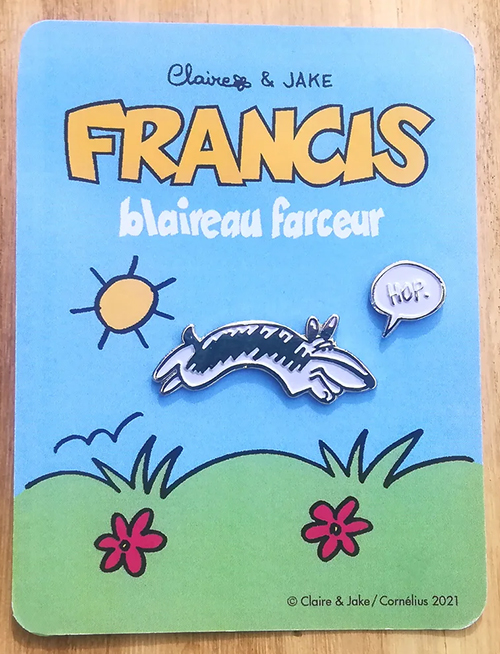 Claire & JAKE
FRANCIS
blaireau farceur
HOP.
© Claire & Jake / Cornélius 2021